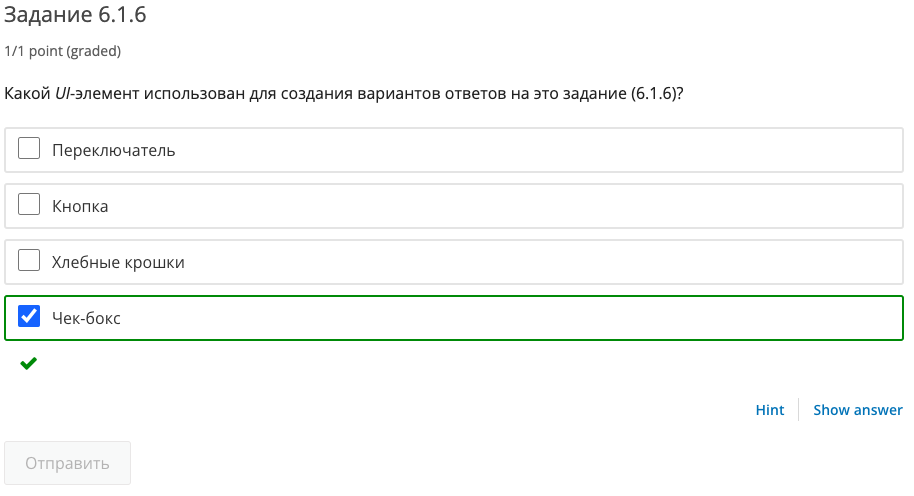 Задание 6.1.6
1/1 point (graded)
Какой UI-элемент использован для создания вариантов ответов на это задание (6.1.6)?
Переключатель
Кнопка
Хлебные крошки
Чек-бокс
Hint
Show answer
Отправить